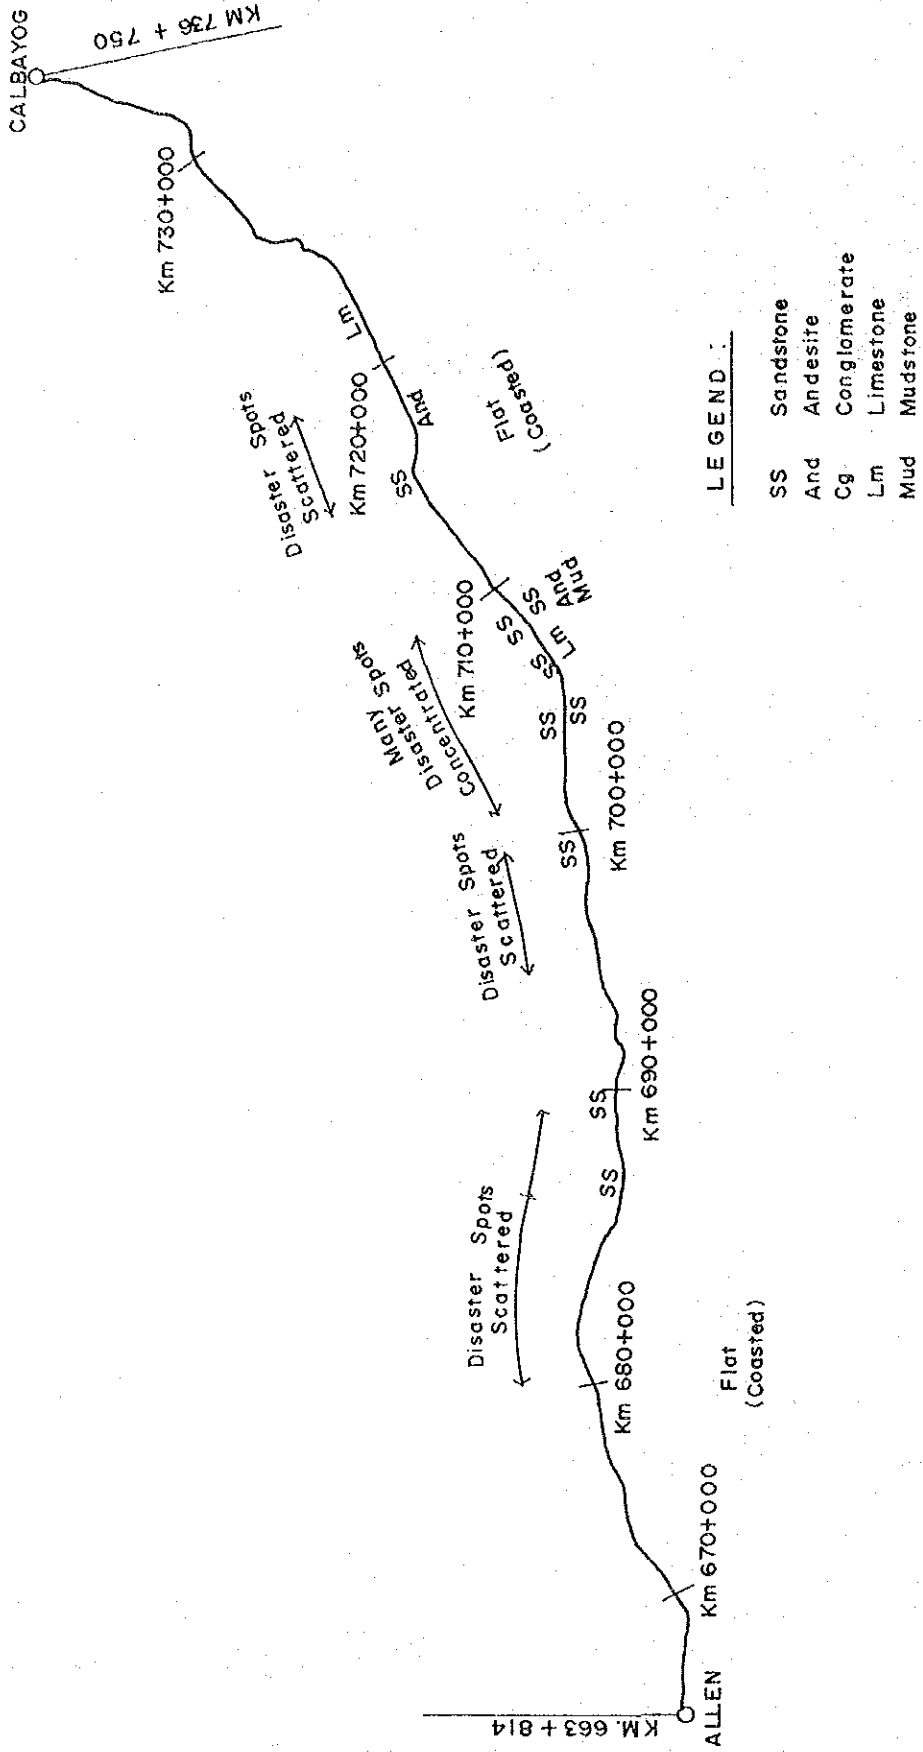 CALBAYOG
KM 736 + 750
Km 730+000
Lm
Km 720+000
And
SS
Disaster Spots
Scattered
Flat
(Coasted)
Km 710+000
SS
SS
SS
Lm
And
Mud
Many
Disaster Spots
Concentrated
SS
SS
Km 700+000
SS
Disaster Spots
Scattered
Km 690+000
SS
SS
Disaster Spots
Scattered
Km 680+000
Flat
(Coasted)
Km 670+000
KM. 663 + 814
ALLEN
LEGEND :
SS Sandstone
And Andesite
Cg Conglomerate
Lm Limestone
Mud Mudstone